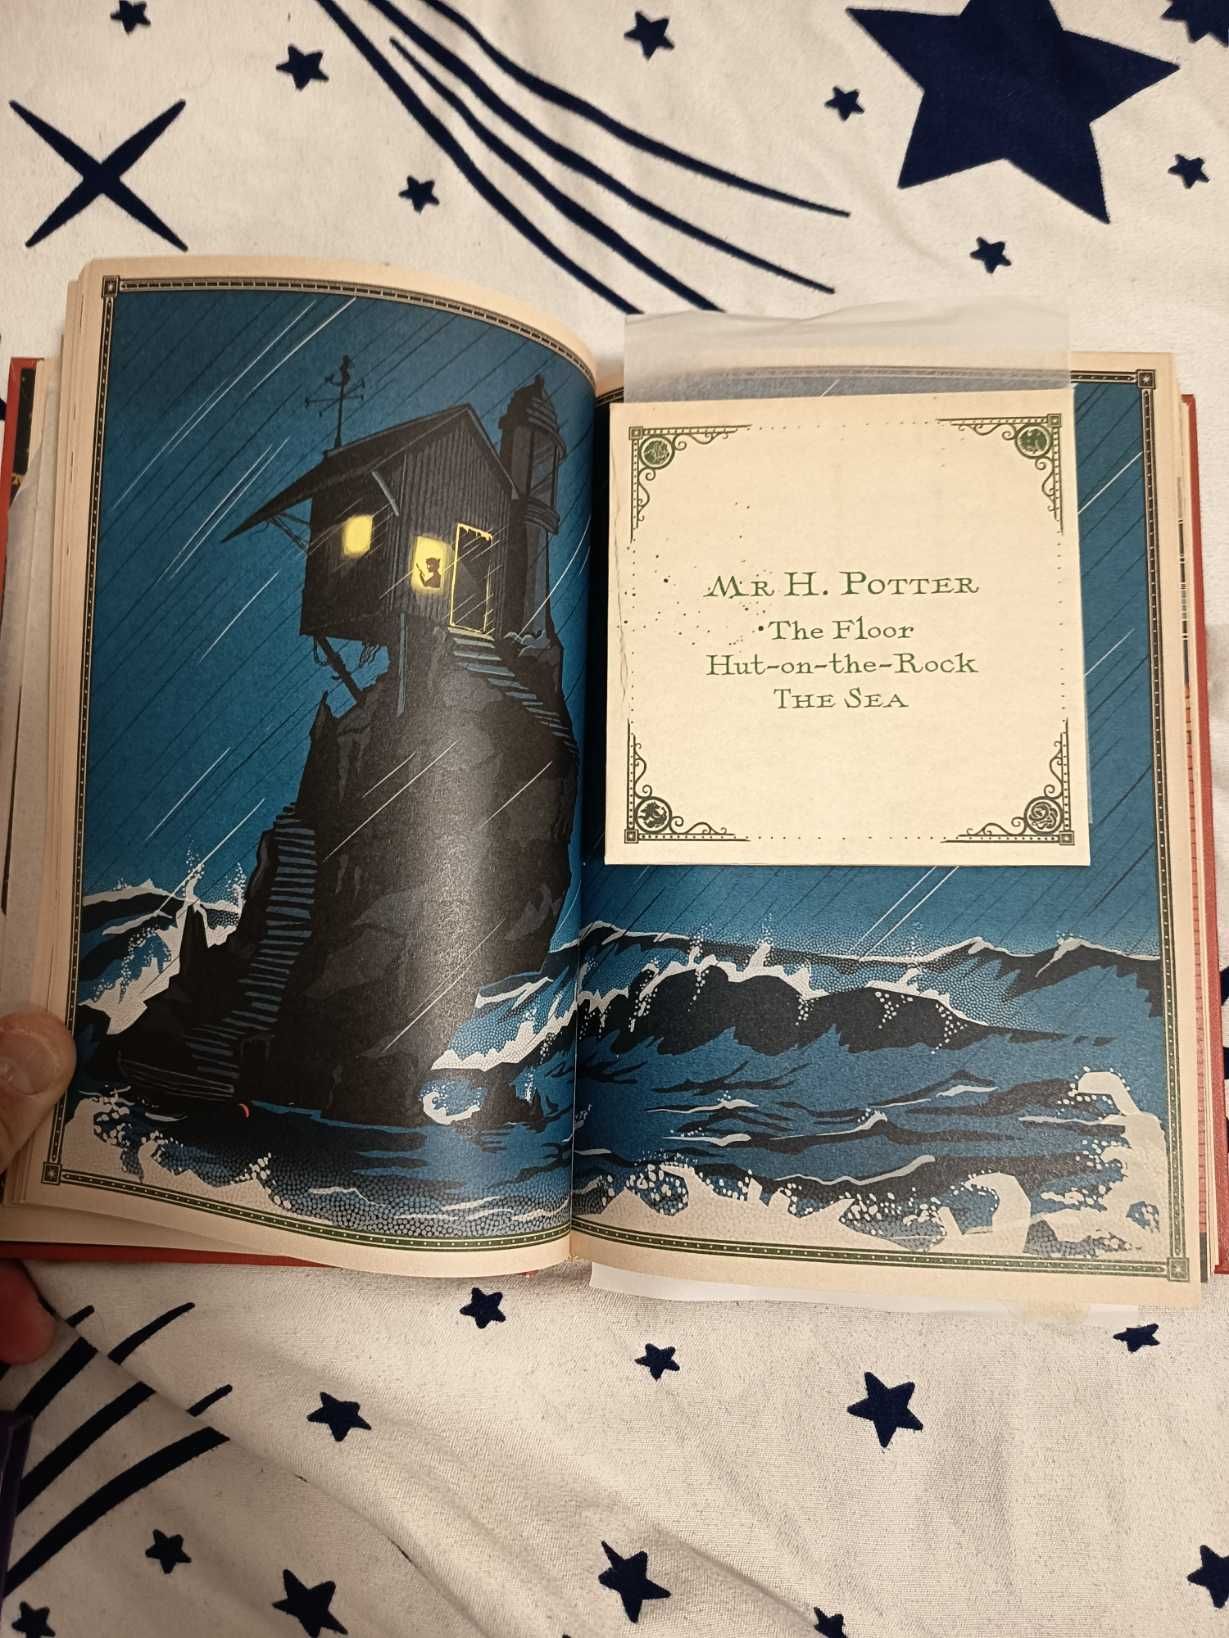 Mr H. Potter
The Floor
Hut-on-the-Rock
The Sea